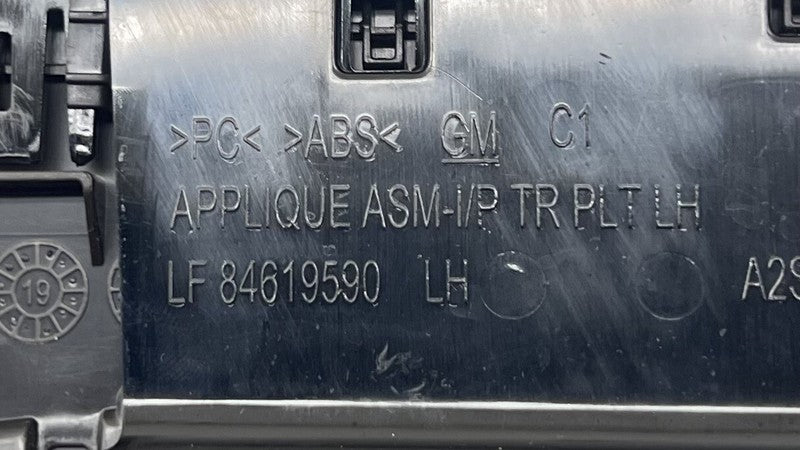 >PC< >ABS< GM C1
APPLIQUE ASM-I/P TR PLT LH
LF 84619590 LH A2S
19